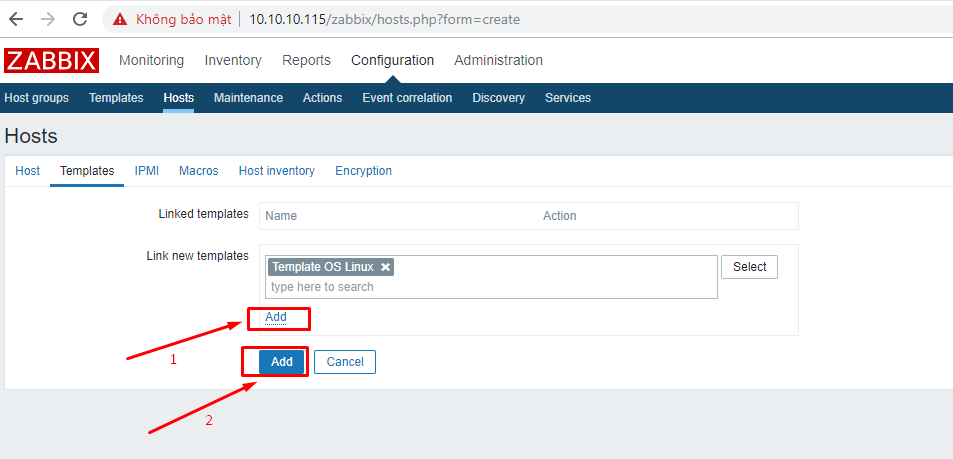 Không bảo mật | 10.10.10.115/zabbix/hosts.php?form=create
ZABBIX Monitoring Inventory Reports Configuration Administration
Host groups Templates Hosts Maintenance Actions Event correlation Discovery Services
Hosts
Host Templates IPMI Macros Host inventory Encryption
Linked templates Name Action
Link new templates Template OS Linux Select
type here to search
Add
1
Add Cancel
2